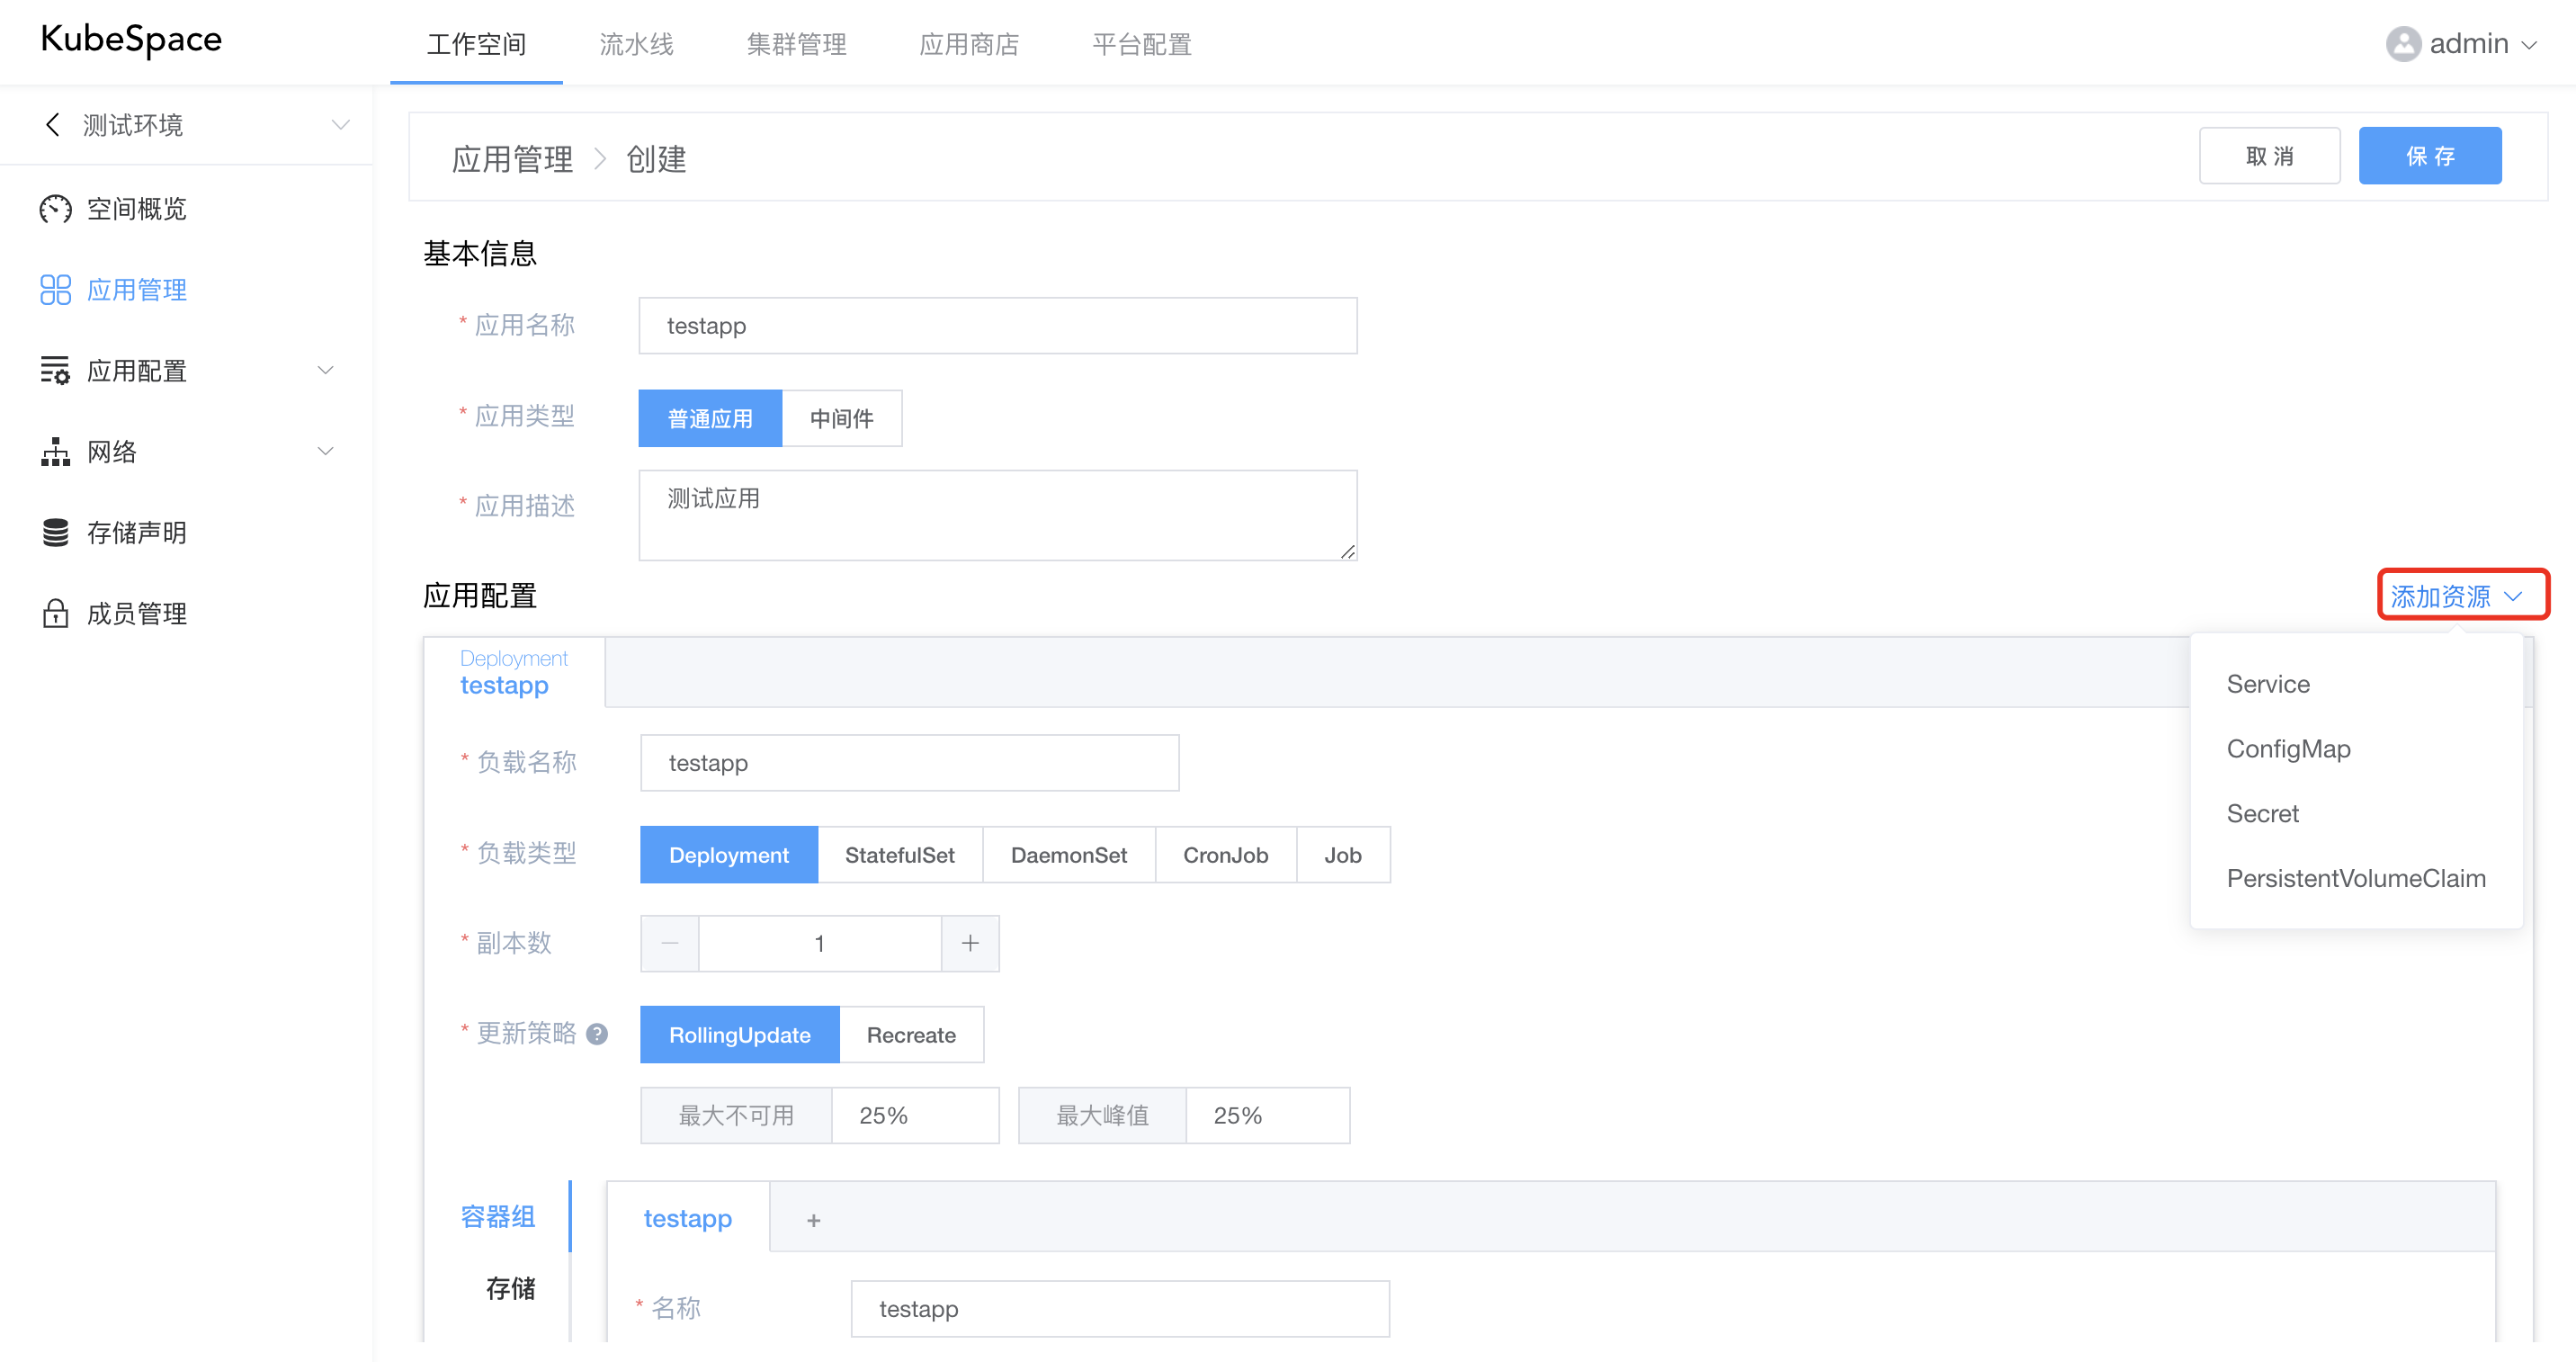 KubeSpace
工作空间
流水线
集群管理
应用商店
平台配置
admin
测试环境
空间概览
应用管理
应用配置
网络
存储声明
成员管理
应用管理 > 创建
取 消
保 存
基本信息
* 应用名称
testapp
* 应用类型
普通应用
中间件
* 应用描述
测试应用
应用配置
添加资源
Service
ConfigMap
Secret
PersistentVolumeClaim
Deployment
testapp
* 负载名称
testapp
* 负载类型
Deployment
StatefulSet
DaemonSet
CronJob
Job
* 副本数
1
* 更新策略
RollingUpdate
Recreate
最大不可用
25%
最大峰值
25%
容器组
存储
testapp
+
* 名称
testapp